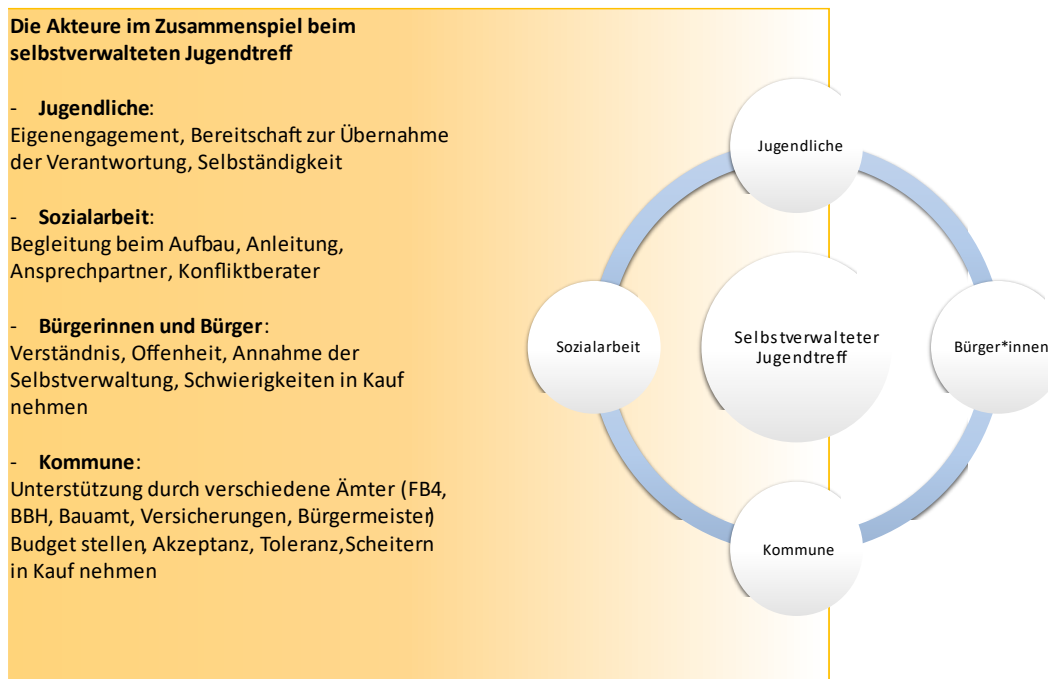 Die Akteure im Zusammenspiel beim
selbstverwalteten Jugendtreff
- Jugendliche:
Eigenengagement, Bereitschaft zur Übernahme
der Verantwortung, Selbständigkeit
- Sozialarbeit:
Begleitung beim Aufbau, Anleitung,
Ansprechpartner, Konfliktberater
- Bürgerinnen und Bürger:
Verständnis, Offenheit, Annahme der
Selbstverwaltung, Schwierigkeiten in Kauf
nehmen
- Kommune:
Unterstützung durch verschiedene Ämter (FB4,
BBH, Bauamt, Versicherungen, Bürgermeister)
Budget stellen, Akzeptanz, Toleranz,Scheitern
in Kauf nehmen
Jugendliche
Sozialarbeit
Selbstverwalteter
Jugendtreff
Bürger*innen
Kommune